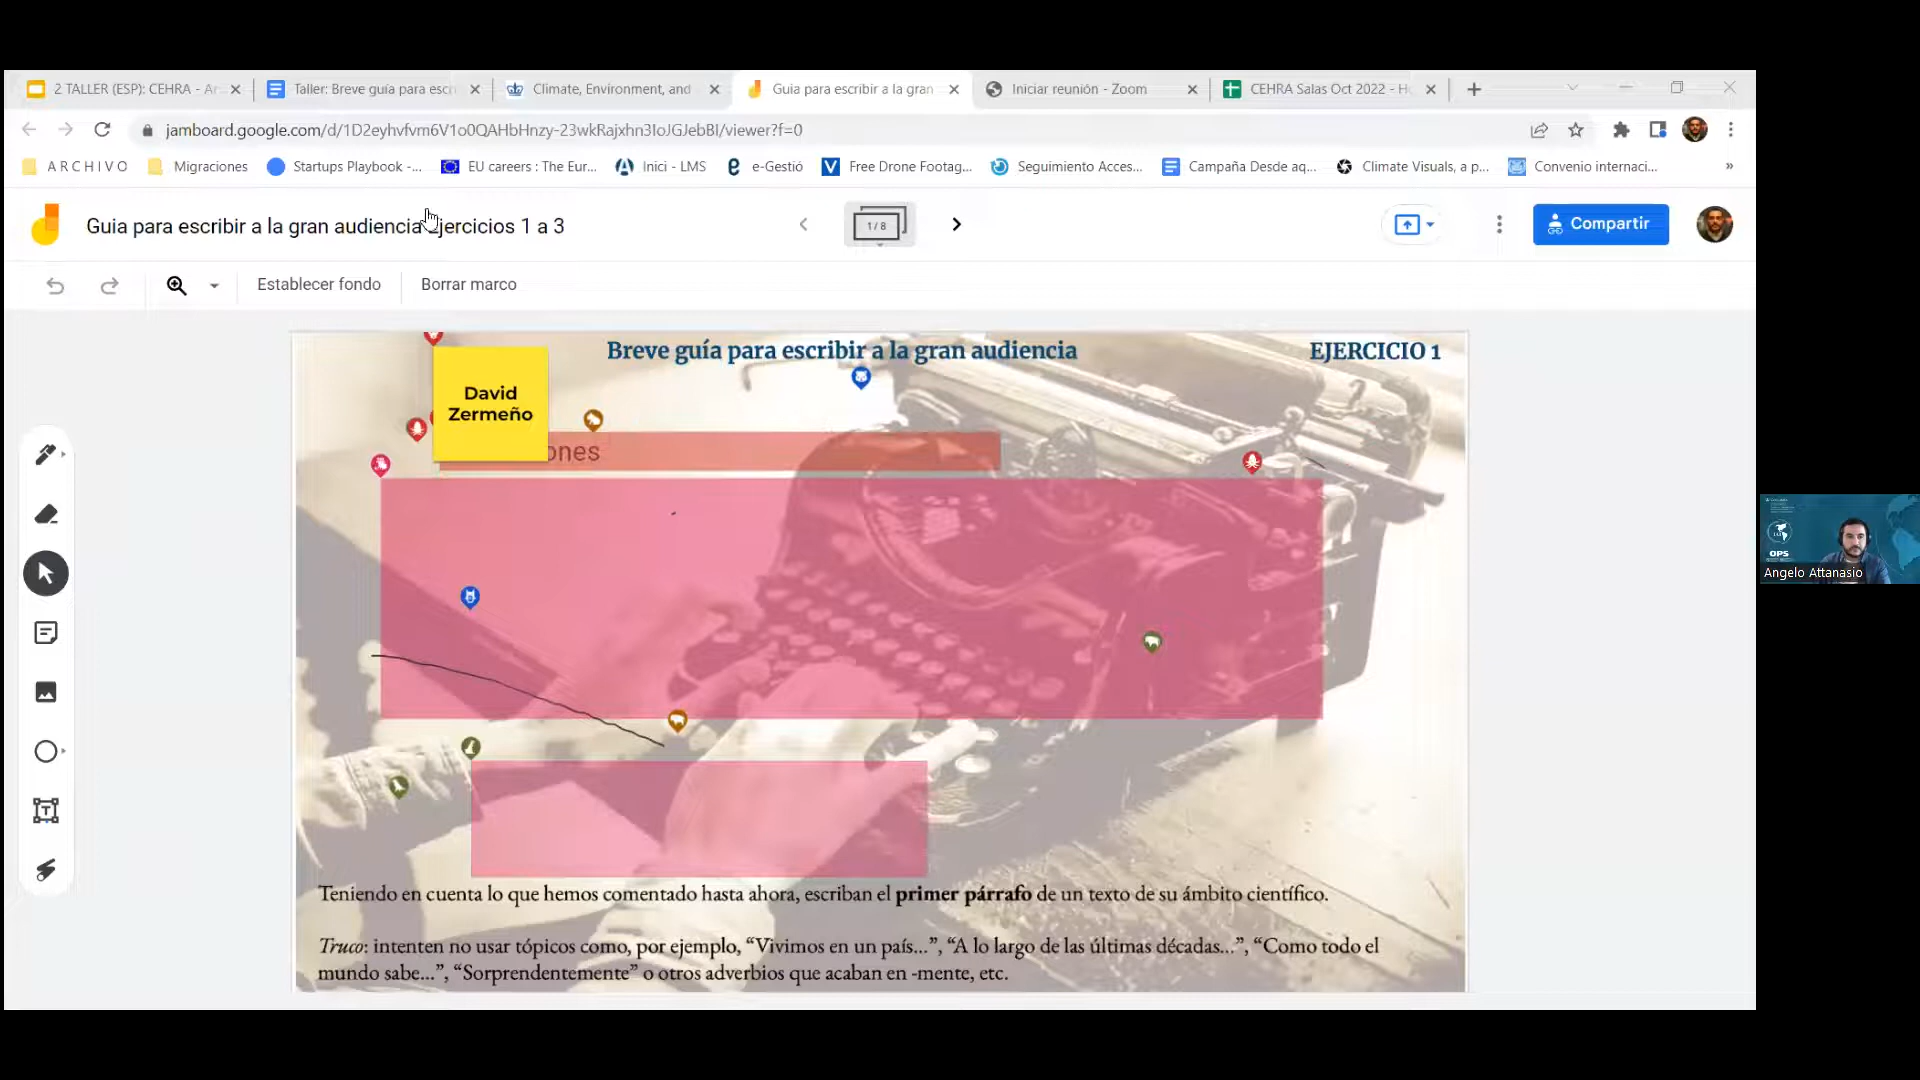 2 TALLER (ESP): CEHRA - Ar
Taller: Breve guía para escri
Climate, Environment, and
Guia para escribir a la gran
Iniciar reunión - Zoom
CEHRA Salas Oct 2022 - H
jamboard.google.com/d/1D2eyhvfvm6V1o0QAHbHnzy-23wkRajxhn3IoJGJebBI/viewer?f=0
A R C H I V O
Migraciones
Startups Playbook -...
EU careers : The Eur...
Inici - LMS
e-Gestió
Free Drone Footag...
Seguimiento Acces...
Campaña Desde aq...
Climate Visuals, a p...
Convenio internaci...
»
Guia para escribir a la gran audiencia ejercicios 1 a 3
1 / 8
Compartir
Establecer fondo
Borrar marco
Breve guía para escribir a la gran audiencia
EJERCICIO 1
David
Zermeño
ones
Teniendo en cuenta lo que hemos comentado hasta ahora, escriban el primer párrafo de un texto de su ámbito científico.
Truco: intenten no usar tópicos como, por ejemplo, “Vivimos en un país...”, “A lo largo de las últimas décadas...”, “Como todo el
mundo sabe...”, “Sorprendentemente” o otros adverbios que acaban en -mente, etc.
OPS
Angelo Attanasio